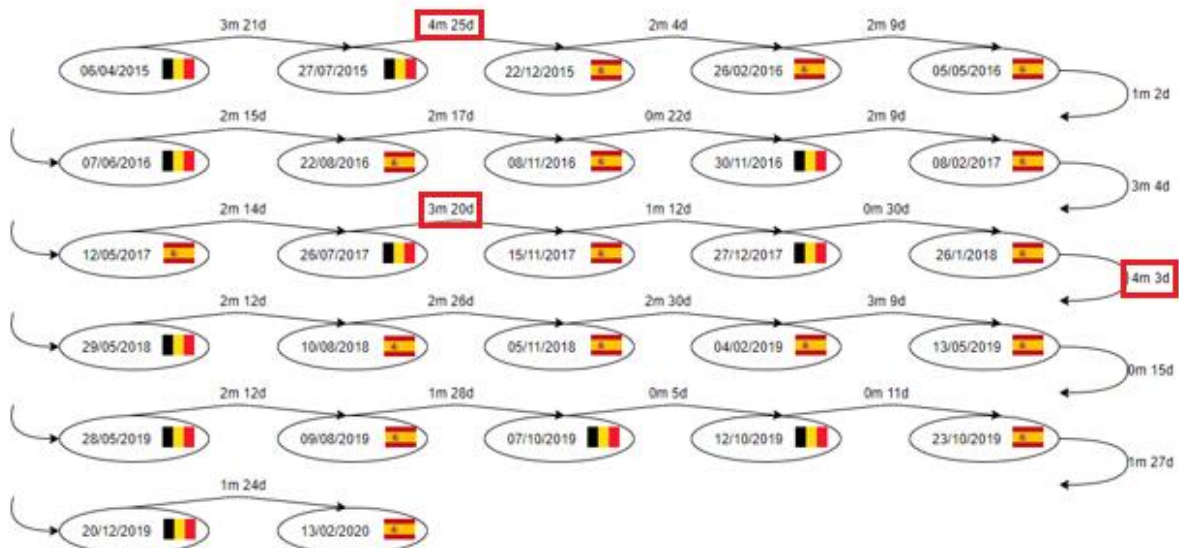 3m 21d 4m 25d 2m 4d 2m 9d
06/04/2015 27/07/2015 22/12/2015 26/02/2016 05/05/2016
1m 2d
2m 15d 2m 17d 0m 22d 2m 9d
07/06/2016 22/08/2016 08/11/2016 30/11/2016 08/02/2017
3m 4d
2m 14d 3m 20d 1m 12d 0m 30d
12/05/2017 26/07/2017 15/11/2017 27/12/2017 26/1/2018
4m 3d
2m 12d 2m 26d 2m 30d 3m 9d
29/05/2018 10/08/2018 05/11/2018 04/02/2019 13/05/2019
0m 15d
2m 12d 1m 28d 0m 5d 0m 11d
28/05/2019 09/08/2019 07/10/2019 12/10/2019 23/10/2019
1m 27d
1m 24d
20/12/2019 13/02/2020